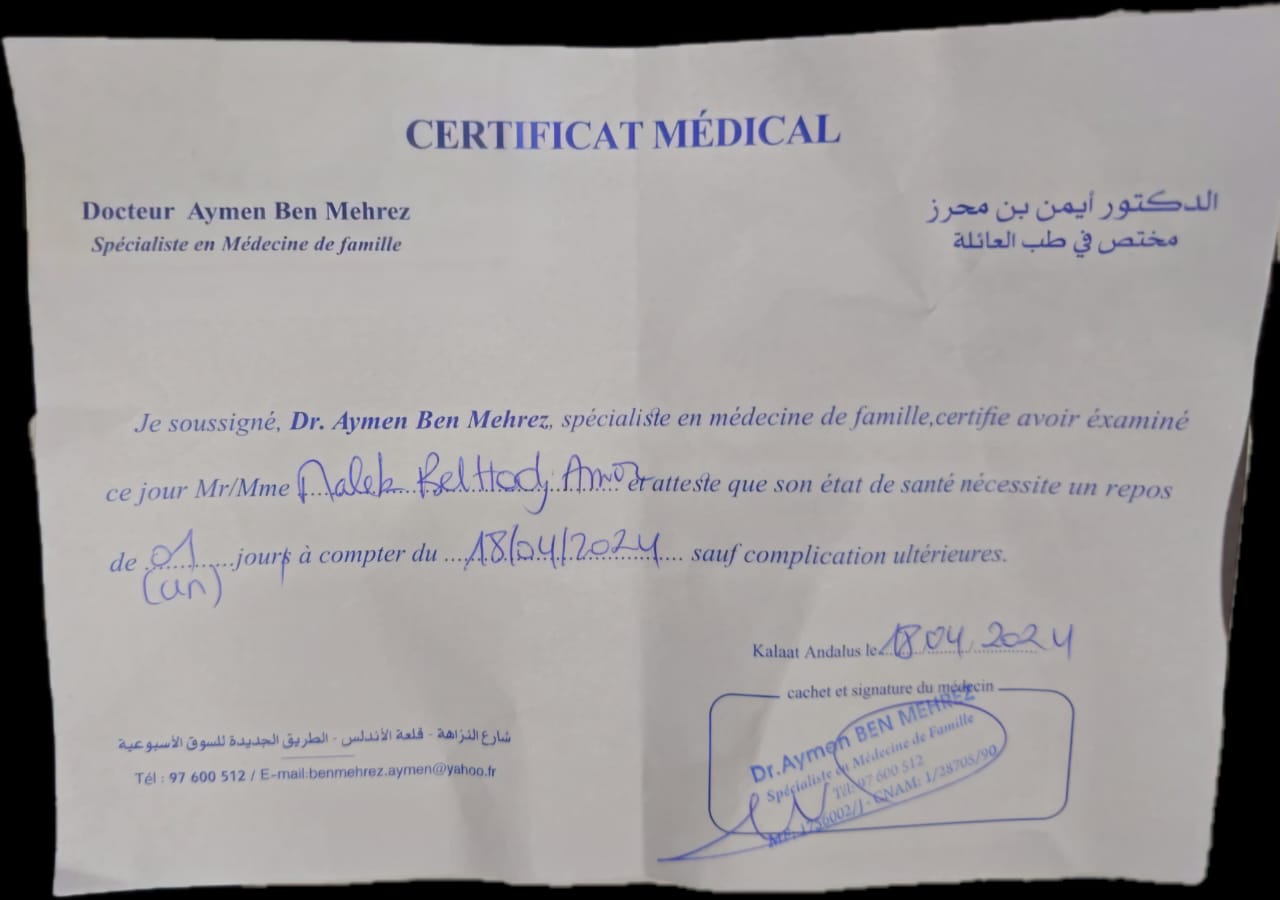 CERTIFICAT MÉDICAL
Docteur Aymen Ben Mehrez
Spécialiste en Médecine de famille
الدكتور أيمن بن محرز
مختص في طب العائلة
Je soussigné, Dr. Aymen Ben Mehrez, spécialiste en médecine de famille,certifie avoir éxaminé
ce jour Mr/Mme Malek BelHadj Amor et atteste que son état de santé nécessite un repos
de 01 jours à compter du 18/04/2024 sauf complication ultérieures.
(un)
Kalaat Andalus le 18 04 2024
cachet et signature du médecin
Dr.Aymen BEN MEHREZ
Spécialiste en Médecine de Famille
Tél: 97 600 512
MF: 1756002/J - CNAM: 1/28705/90
شارع النزاهة - قلعة الأندلس - الطريق الجديدة للسوق الأسبوعية
Tél : 97 600 512 / E-mail:benmehrez.aymen@yahoo.fr